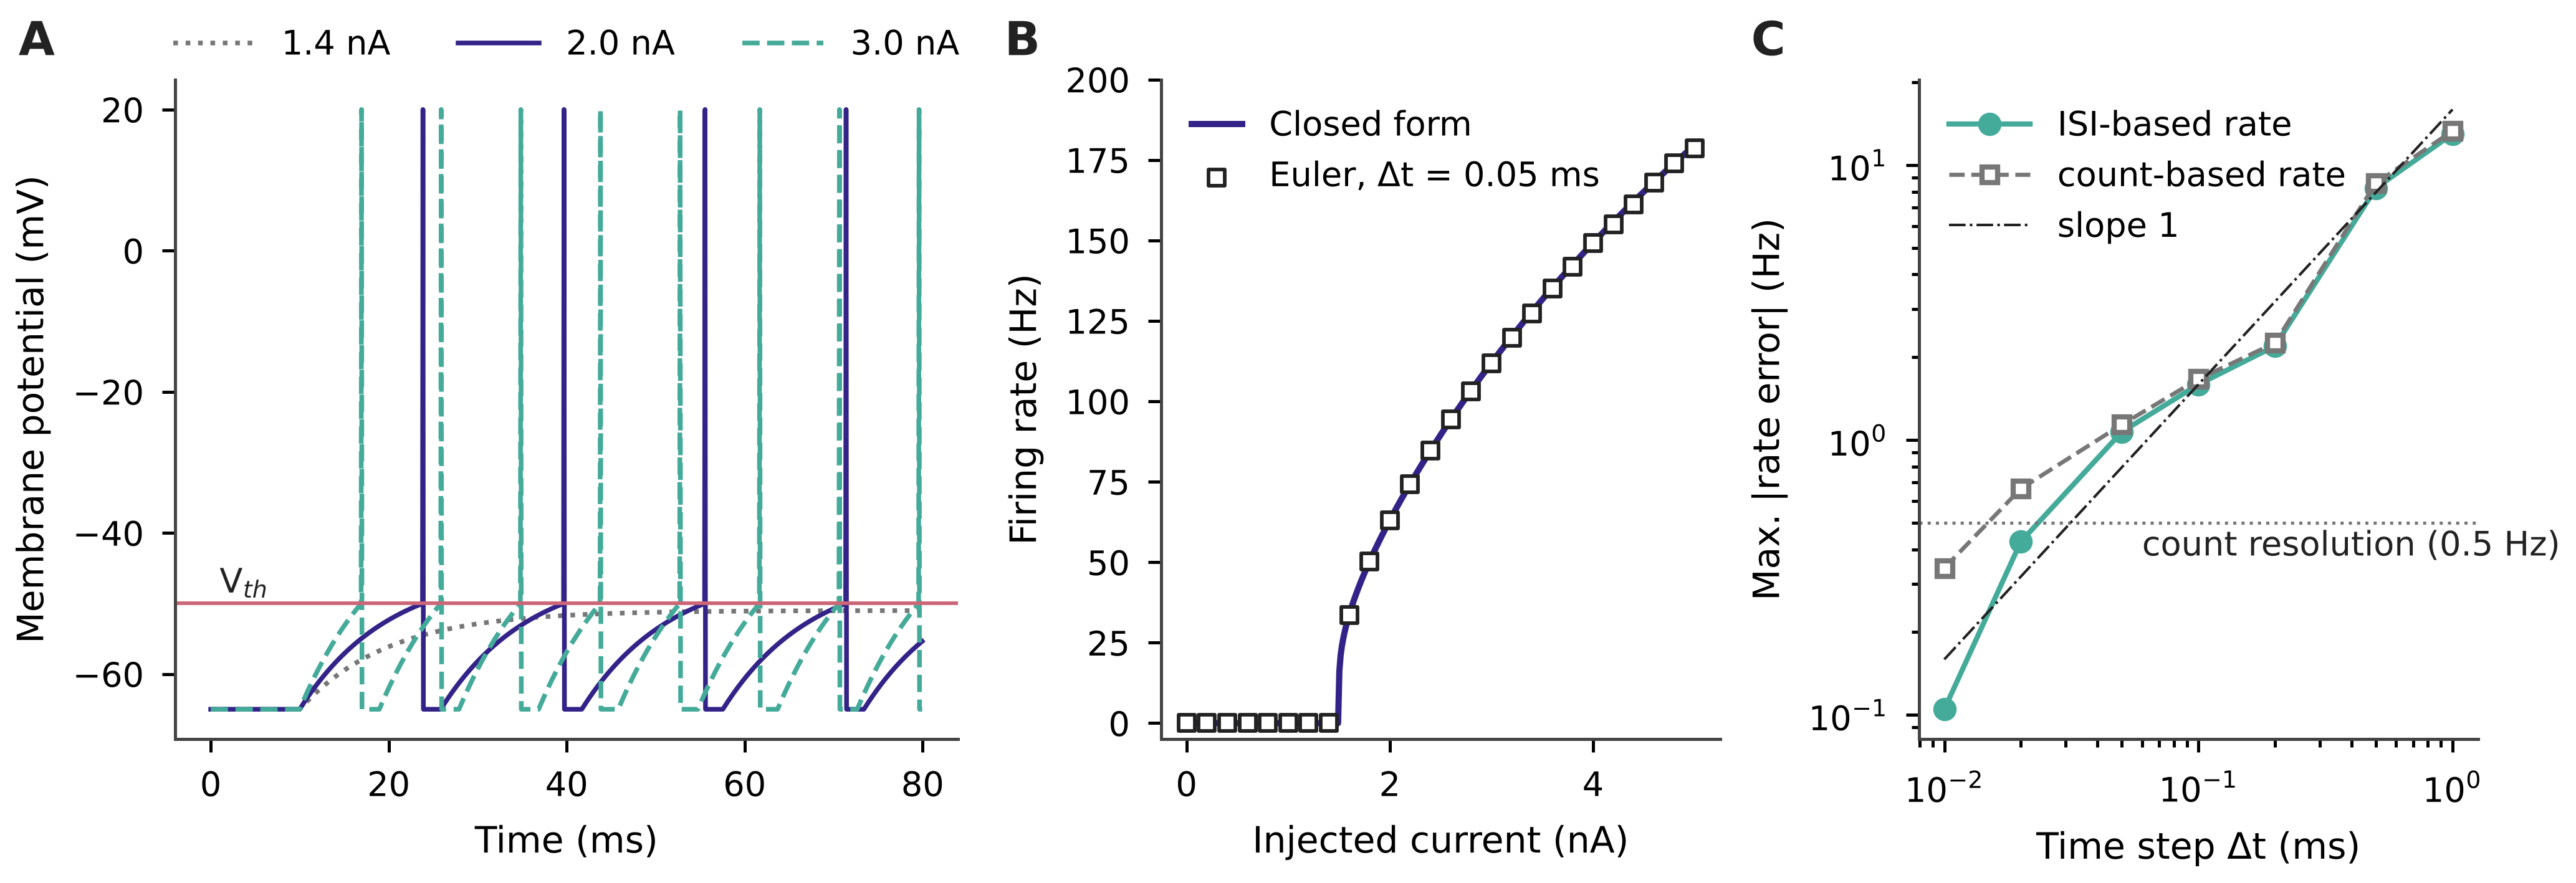 A
1.4 nA
2.0 nA
3.0 nA
Membrane potential (mV)
20
0
−20
−40
−60
V_th
0
20
40
60
80
Time (ms)
B
Firing rate (Hz)
200
175
150
125
100
75
50
25
0
Closed form
Euler, Δt = 0.05 ms
0
2
4
Injected current (nA)
C
Max. |rate error| (Hz)
10¹
10⁰
10⁻¹
ISI-based rate
count-based rate
slope 1
count resolution (0.5 Hz)
10⁻²
10⁻¹
10⁰
Time step Δt (ms)